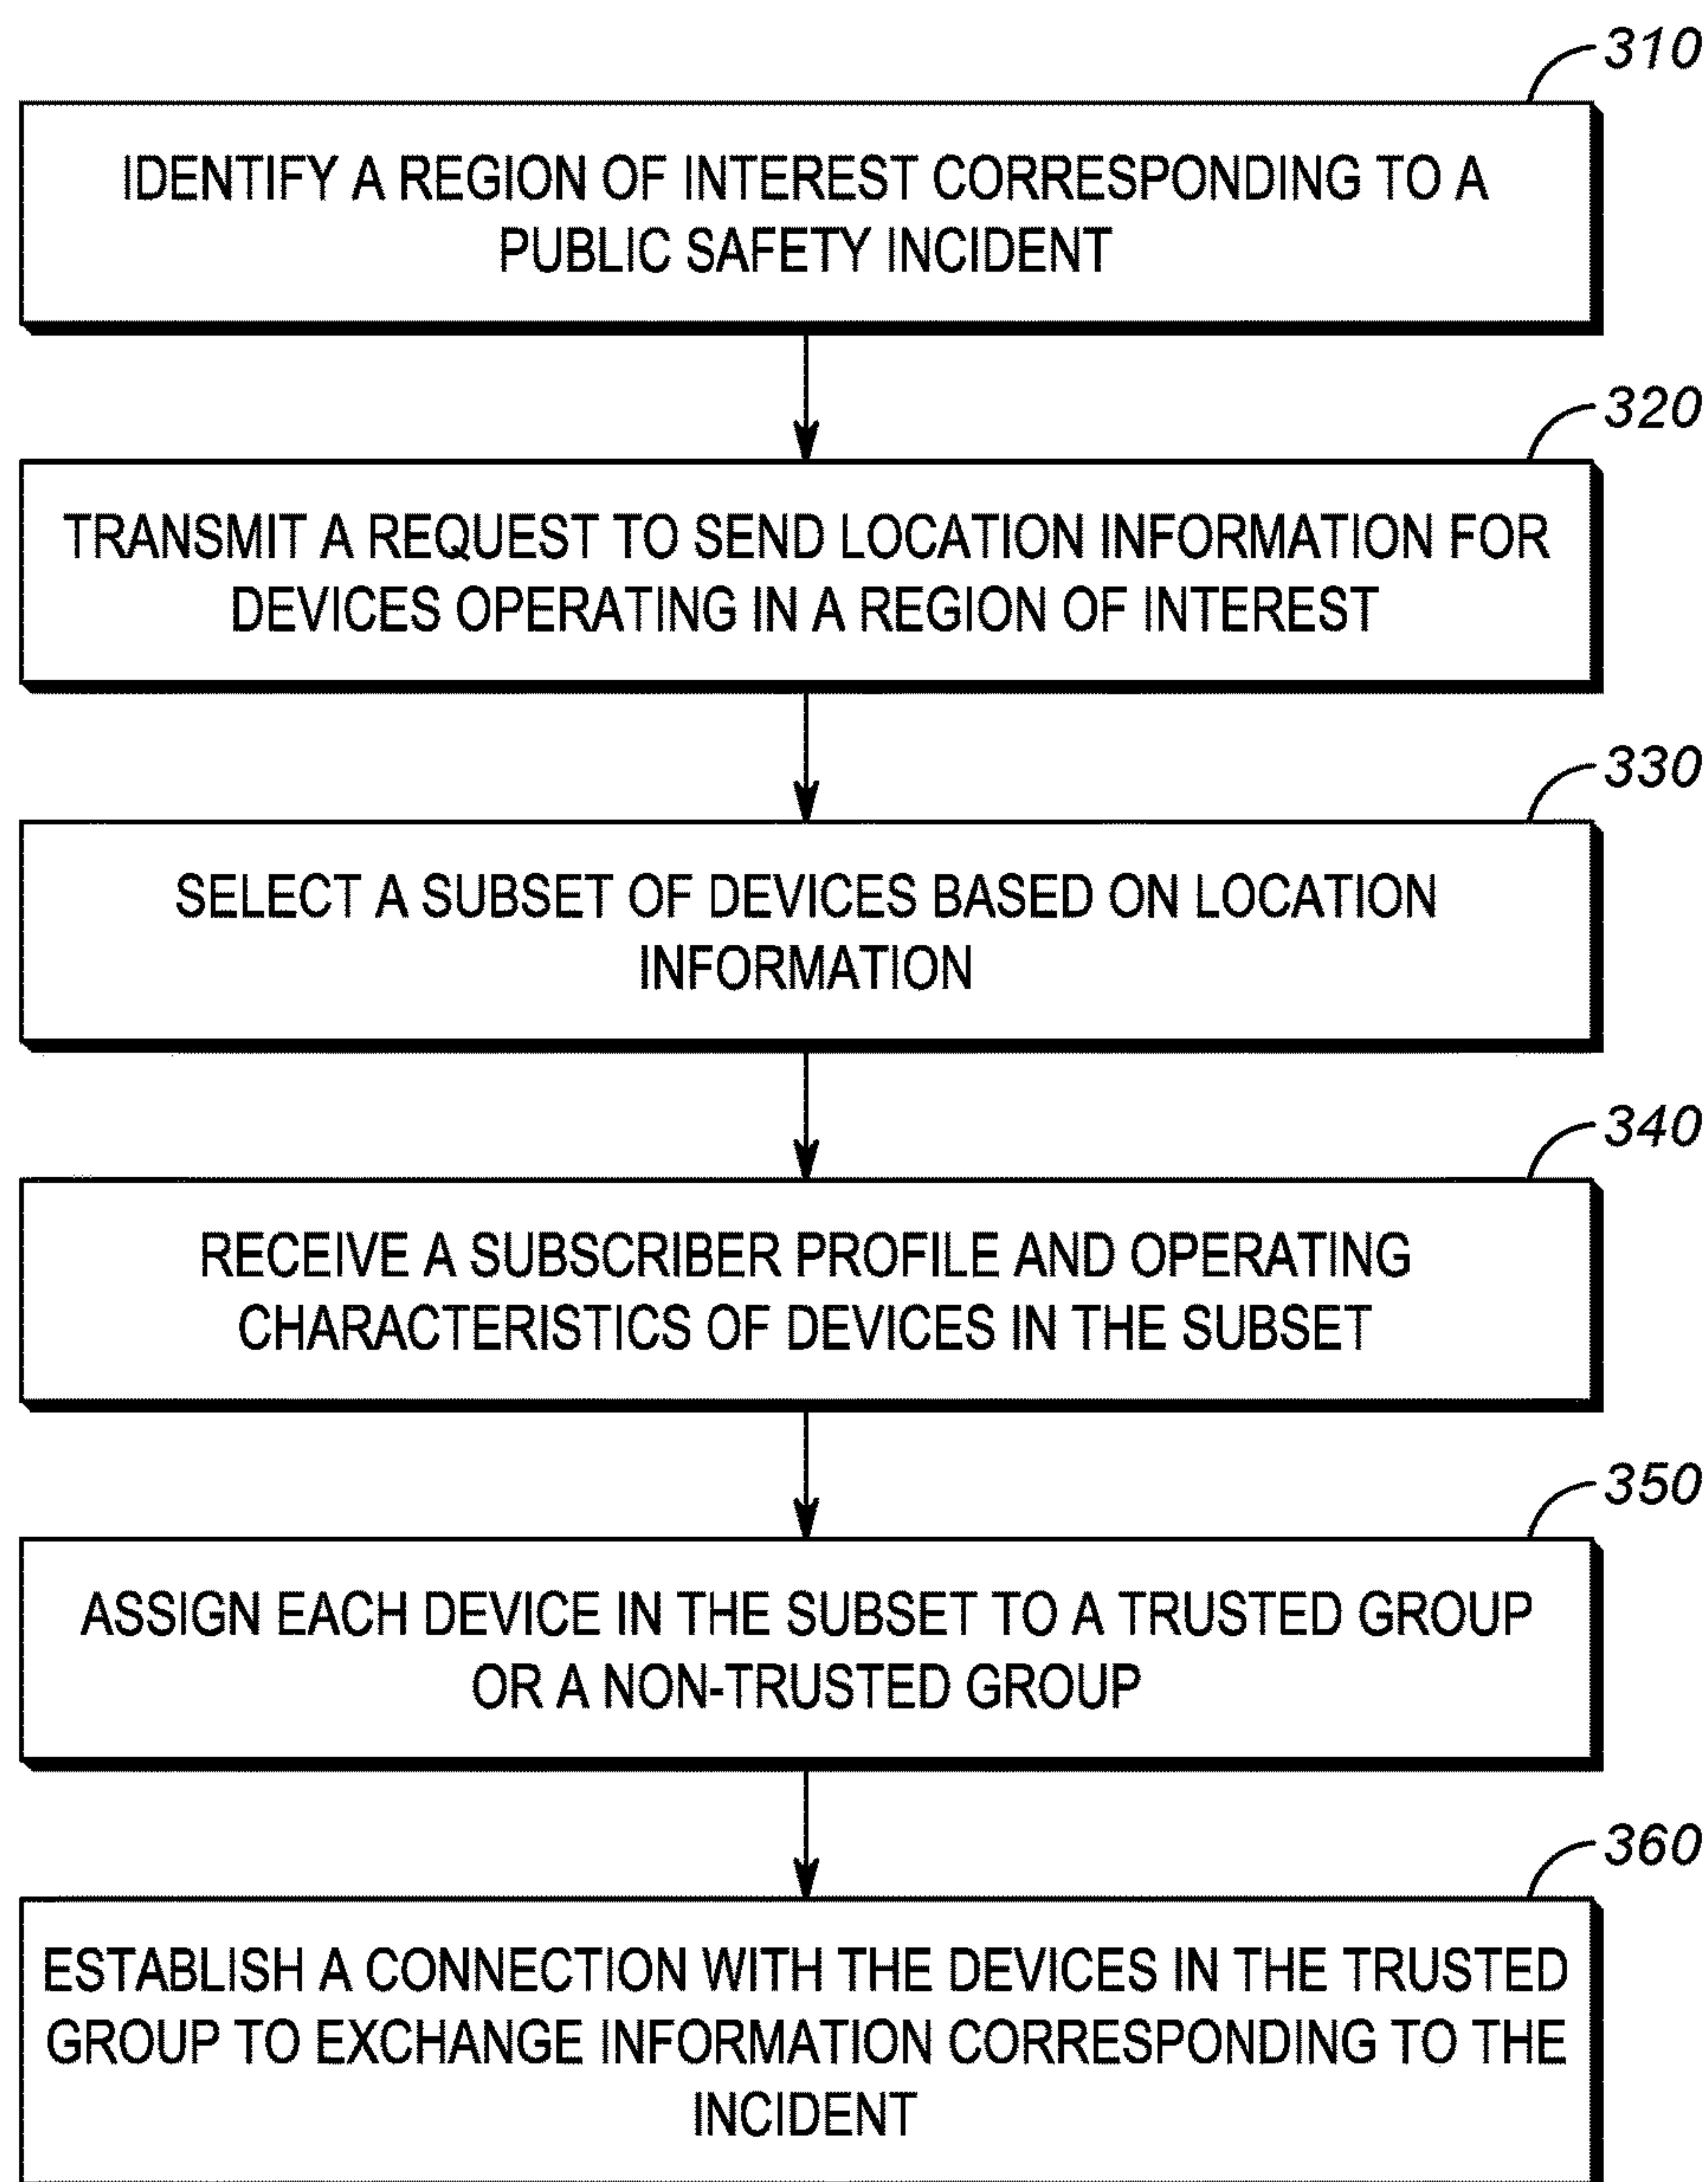 310
IDENTIFY A REGION OF INTEREST CORRESPONDING TO A
PUBLIC SAFETY INCIDENT
320
TRANSMIT A REQUEST TO SEND LOCATION INFORMATION FOR
DEVICES OPERATING IN A REGION OF INTEREST
330
SELECT A SUBSET OF DEVICES BASED ON LOCATION
INFORMATION
340
RECEIVE A SUBSCRIBER PROFILE AND OPERATING
CHARACTERISTICS OF DEVICES IN THE SUBSET
350
ASSIGN EACH DEVICE IN THE SUBSET TO A TRUSTED GROUP
OR A NON-TRUSTED GROUP
360
ESTABLISH A CONNECTION WITH THE DEVICES IN THE TRUSTED
GROUP TO EXCHANGE INFORMATION CORRESPONDING TO THE
INCIDENT